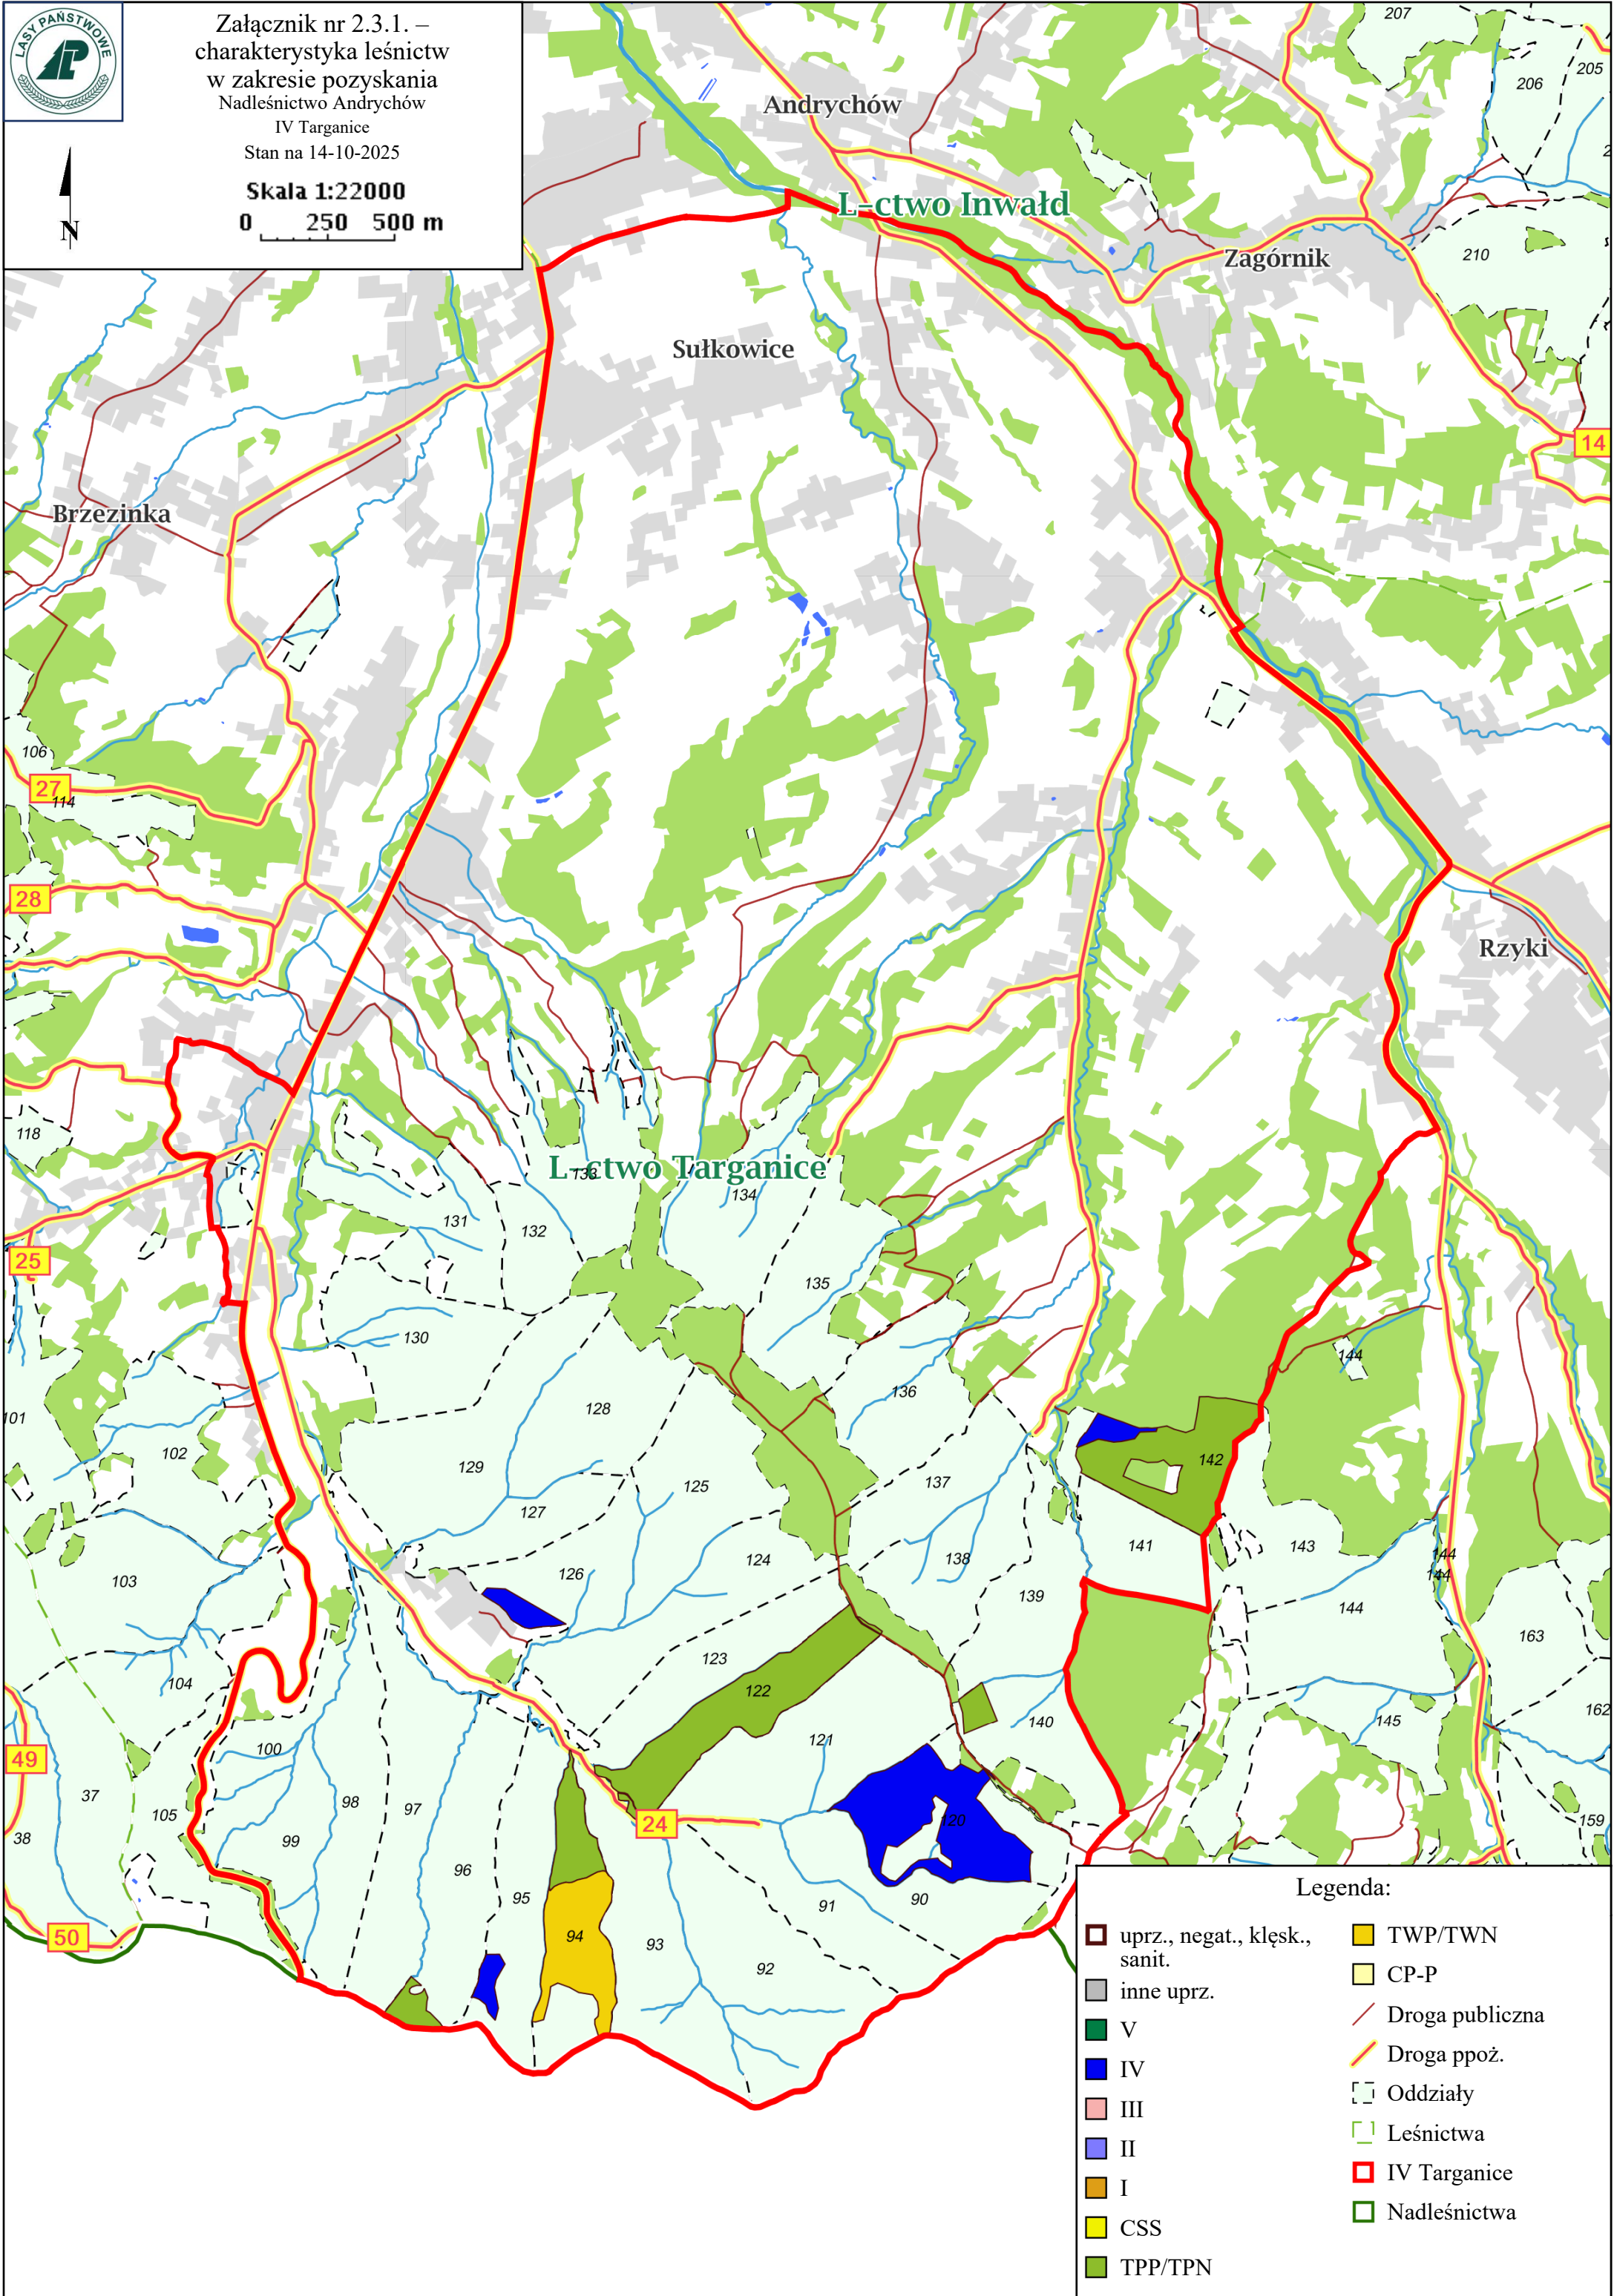 LASY PAŃSTWOWE
LP
Załącznik nr 2.3.1. –
charakterystyka leśnictw
w zakresie pozyskania
Nadleśnictwo Andrychów
IV Targanice
Stan na 14-10-2025
Skala 1:22000
0 250 500 m
N
207
206
205
Andrychów
L-ctwo Inwałd
Zagórnik
210
Sułkowice
14
Brzezinka
106
27
114
28
Rzyki
118
L-ctwo Targanice
133
134
131
132
25
135
130
144
136
128
101
102
142
129
125
137
127
124
138
141
143
126
144
144
103
139
144
163
123
104
122
140
162
145
100
121
49
37
98
97
105
120
159
38
24
99
96
95
91
90
94
93
50
92
Legenda:
uprz., negat., klęsk.,
sanit.
inne uprz.
V
IV
III
II
I
CSS
TPP/TPN
TWP/TWN
CP-P
Droga publiczna
Droga ppoż.
Oddziały
Leśnictwa
IV Targanice
Nadleśnictwa